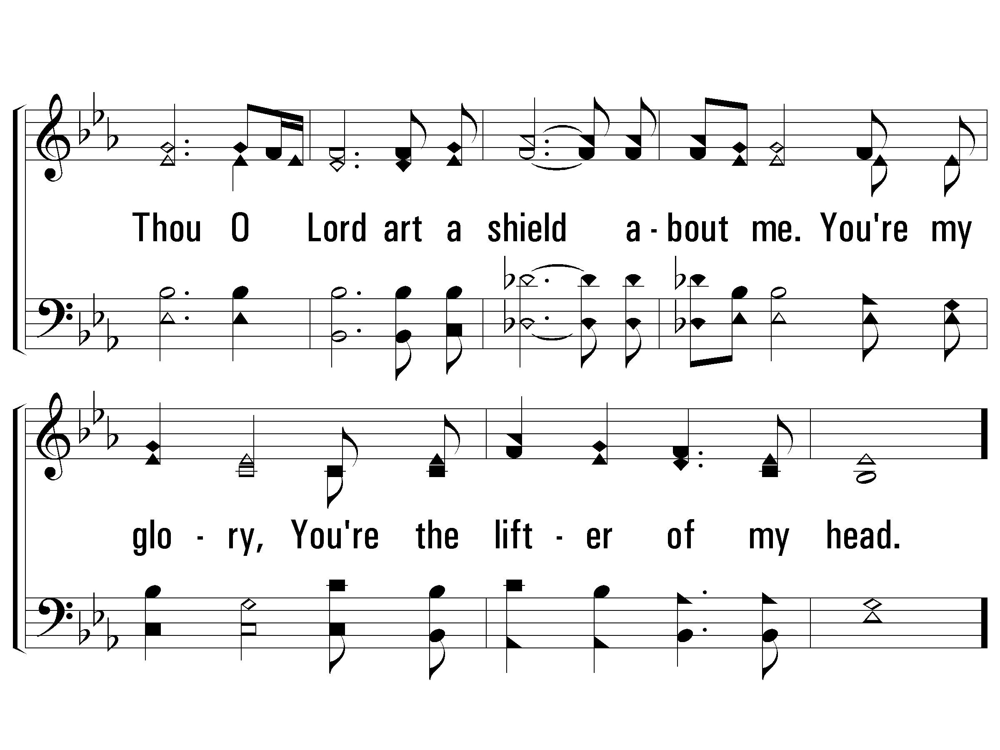 Thou O Lord art a shield a - bout me. You're my
glo - ry, You're the lift - er of my head.